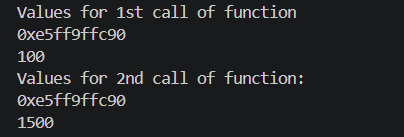 Values for 1st call of function
0xe5ff9ffc90
100
Values for 2nd call of function:
0xe5ff9ffc90
1500